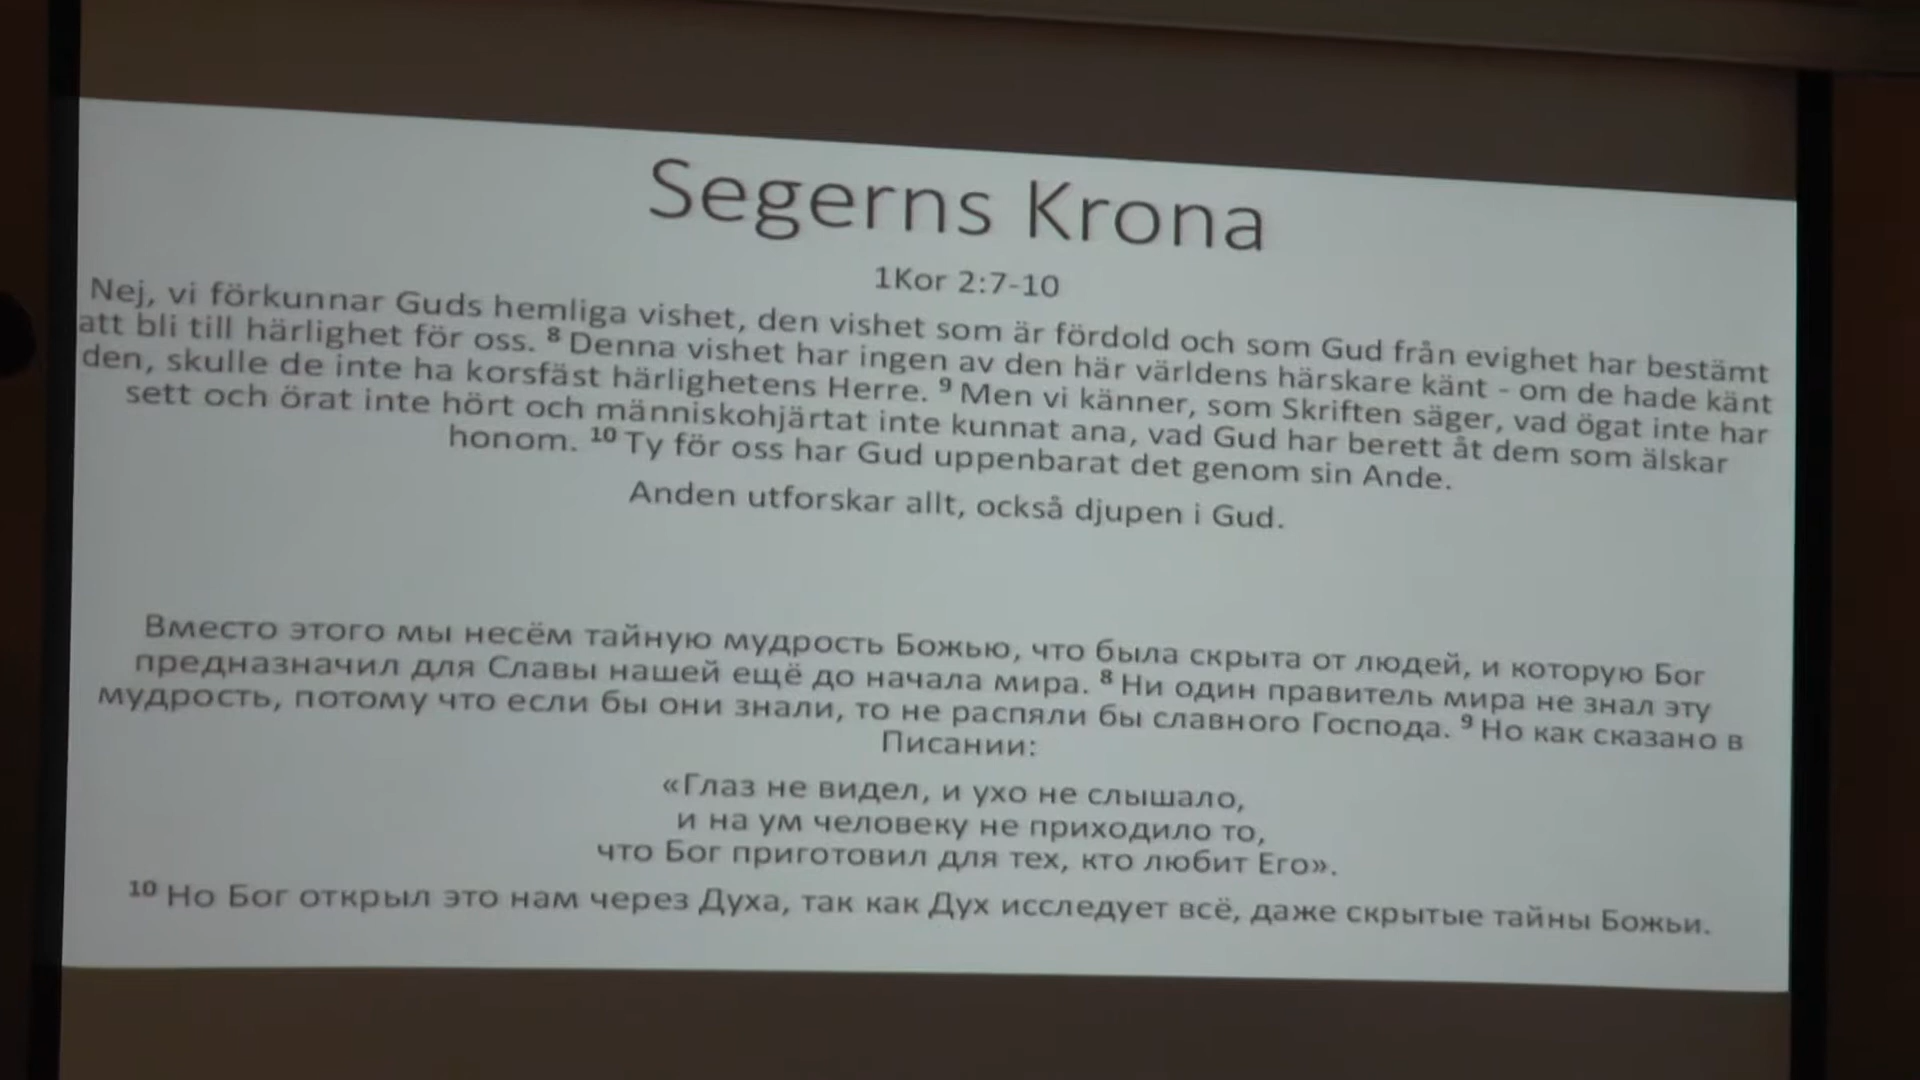 Segerns Krona
1Kor 2:7-10
Nej, vi förkunnar Guds hemliga vishet, den vishet som är fördold och som Gud från evighet har bestämt
att bli till härlighet för oss. ⁸ Denna vishet har ingen av den här världens härskare känt - om de hade känt
den, skulle de inte ha korsfäst härlighetens Herre. ⁹ Men vi känner, som Skriften säger, vad ögat inte har
sett och örat inte hört och människohjärtat inte kunnat ana, vad Gud har berett åt dem som älskar
honom. ¹⁰ Ty för oss har Gud uppenbarat det genom sin Ande.
Anden utforskar allt, också djupen i Gud.
Вместо этого мы несём тайную мудрость Божью, что была скрыта от людей, и которую Бог
предназначил для Славы нашей ещё до начала мира. ⁸ Ни один правитель мира не знал эту
мудрость, потому что если бы они знали, то не распяли бы славного Господа. ⁹ Но как сказано в
Писании:
«Глаз не видел, и ухо не слышало,
и на ум человеку не приходило то,
что Бог приготовил для тех, кто любит Его».
¹⁰ Но Бог открыл это нам через Духа, так как Дух исследует всё, даже скрытые тайны Божьи.